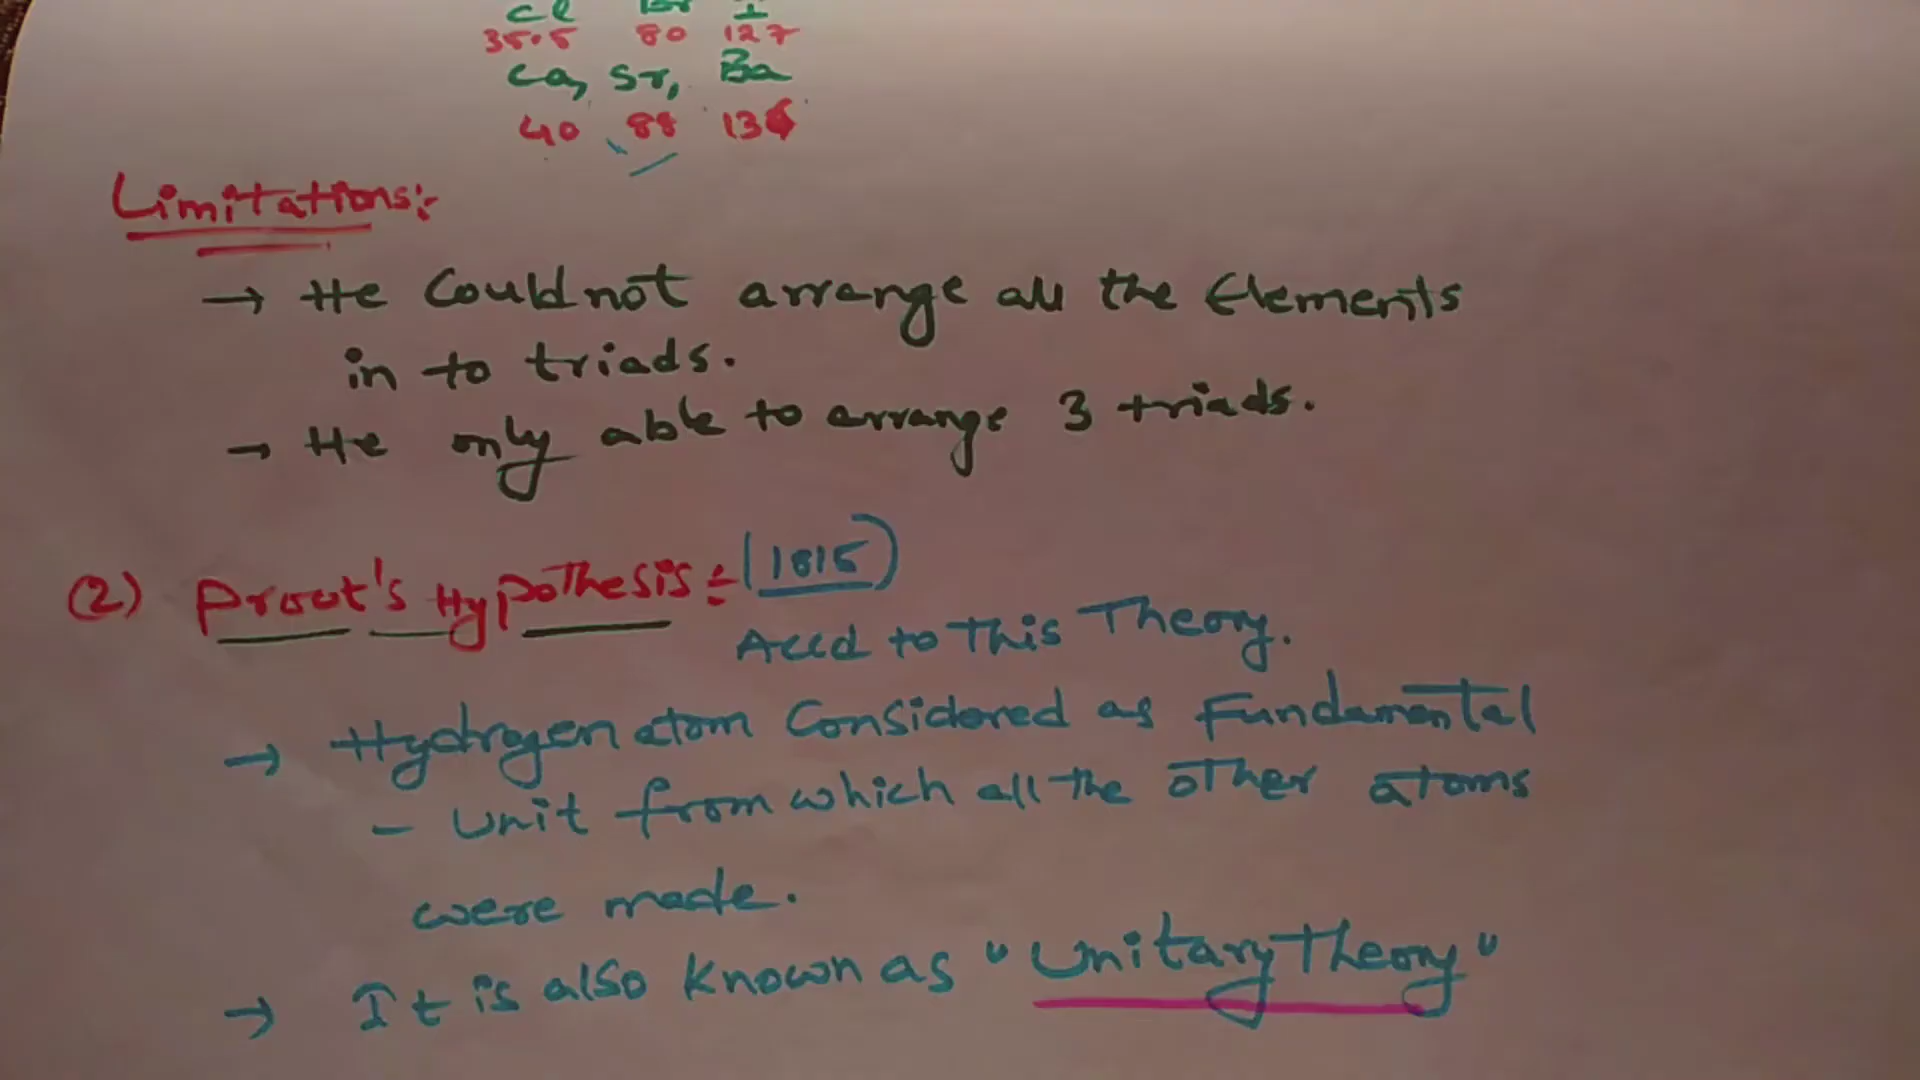 Cl Br I
35.5 80 127
Ca, Sr, Ba
40 88 136
Limitations:-
→ He Could not arrange all the Elements
in to triads.
→ He only able to arrange 3 triads.
(2) Prout's Hypothesis:- (1815)
Accd to This Theory.
→ Hydrogen atom Considered as Fundamental
- unit from which all the other atoms
were made.
→ It is also known as "Unitary Theory"